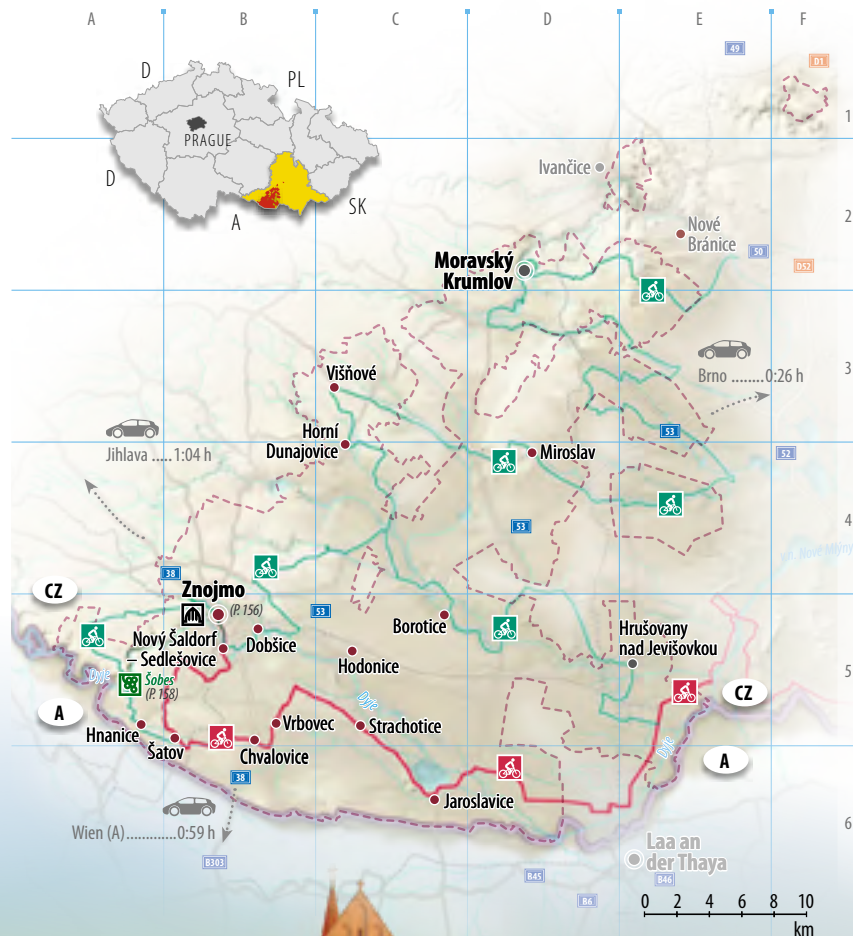 A B C D E F
49
D1
D
PL
1
PRAGUE
Ivančice
D
SK
A
2
Nové
Bránice
50
Moravský
Krumlov
D52
3
Brno ........0:26 h
Višňové
53
Horní
Dunajovice
Jihlava .....1:04 h
Miroslav
52
53
4
vn. Nové Mlýny
38
CZ
Znojmo
(P. 156)
53
Borotice
Hrušovany
nad Jevišovkou
Nový Šaldorf
– Sedlešovice
Dobšice
Hodonice
5
Dyje
Šobes
(P. 158)
CZ
A
Dyje
Hnanice
Vrbovec
Strachotice
Šatov
Chvalovice
Dyje
A
38
Jaroslavice
6
Wien (A).............0:59 h
B303
Laa an
der Thaya
B45
B46
B6
0 2 4 6 8 10
km